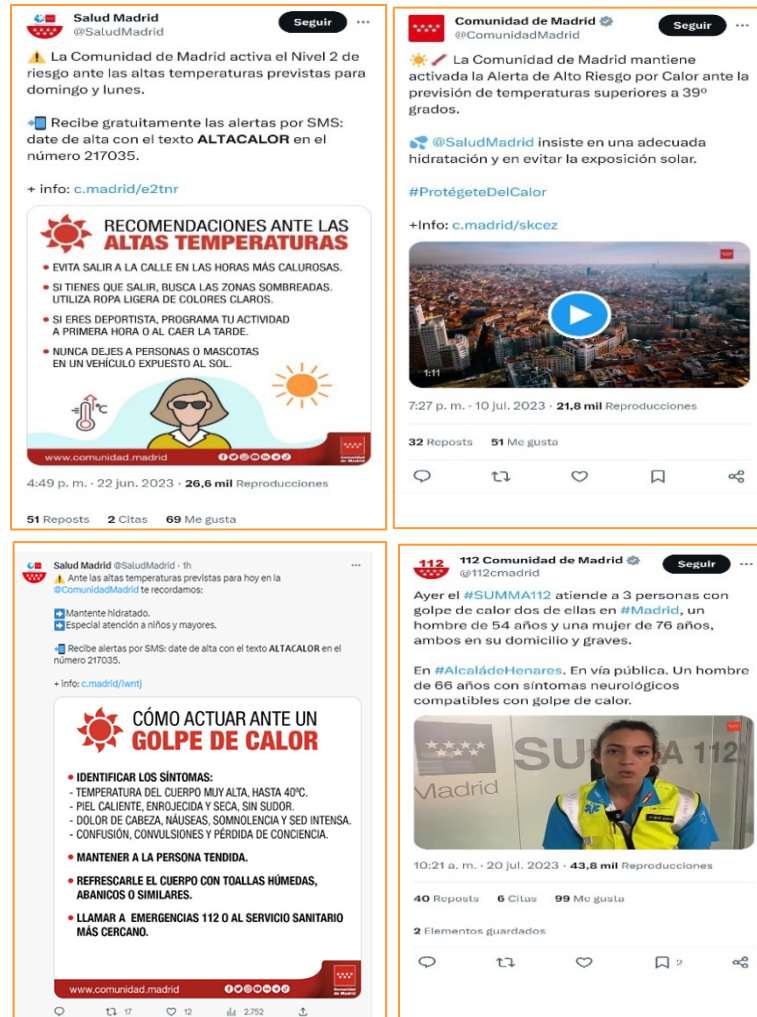 Salud Madrid
@SaludMadrid
Seguir
⚠️ La Comunidad de Madrid activa el Nivel 2 de
riesgo ante las altas temperaturas previstas para
domingo y lunes.
📲 Recibe gratuitamente las alertas por SMS:
date de alta con el texto ALTACALOR en el
número 217035.
+ info: c.madrid/e2tnr
RECOMENDACIONES ANTE LAS
ALTAS TEMPERATURAS
• EVITA SALIR A LA CALLE EN LAS HORAS MÁS CALUROSAS.
• SI TIENES QUE SALIR, BUSCA LAS ZONAS SOMBREADAS.
UTILIZA ROPA LIGERA DE COLORES CLAROS.
• SI ERES DEPORTISTA, PROGRAMA TU ACTIVIDAD
A PRIMERA HORA O AL CAER LA TARDE.
• NUNCA DEJES A PERSONAS O MASCOTAS
EN UN VEHÍCULO EXPUESTO AL SOL.
°C
www.comunidad.madrid
Comunidad
de Madrid
4:49 p. m. · 22 jun. 2023 · 26,6 mil Reproducciones
51 Reposts 2 Citas 69 Me gusta
Comunidad de Madrid
@ComunidadMadrid
Seguir
☀️🌡️ La Comunidad de Madrid mantiene
activada la Alerta de Alto Riesgo por Calor ante la
previsión de temperaturas superiores a 39º
grados.
💦 @SaludMadrid insiste en una adecuada
hidratación y en evitar la exposición solar.
#ProtégeteDelCalor
+Info: c.madrid/skcez
1:11
7:27 p. m. · 10 jul. 2023 · 21,8 mil Reproducciones
32 Reposts 51 Me gusta
Salud Madrid @SaludMadrid · 1h
⚠️ Ante las altas temperaturas previstas para hoy en la
@ComunidadMadrid te recordamos:
➡️Mantente hidratado.
➡️Especial atención a niños y mayores.
📲 Recibe alertas por SMS: date de alta con el texto ALTACALOR en el
número 217035.
+ info: c.madrid/iwntj
CÓMO ACTUAR ANTE UN
GOLPE DE CALOR
• IDENTIFICAR LOS SÍNTOMAS:
- TEMPERATURA DEL CUERPO MUY ALTA, HASTA 40ºC.
- PIEL CALIENTE, ENROJECIDA Y SECA, SIN SUDOR.
- DOLOR DE CABEZA, NÁUSEAS, SOMNOLENCIA Y SED INTENSA.
- CONFUSIÓN, CONVULSIONES Y PÉRDIDA DE CONCIENCIA.
• MANTENER A LA PERSONA TENDIDA.
• REFRESCARLE EL CUERPO CON TOALLAS HÚMEDAS,
ABANICOS O SIMILARES.
• LLAMAR A EMERGENCIAS 112 O AL SERVICIO SANITARIO
MÁS CERCANO.
www.comunidad.madrid
Comunidad
de Madrid
17 12 2.752
112
112 Comunidad de Madrid
@112cmadrid
Seguir
Ayer el #SUMMA112 atiende a 3 personas con
golpe de calor dos de ellas en #Madrid, un
hombre de 54 años y una mujer de 76 años,
ambos en su domicilio y graves.
En #AlcaládeHenares. En vía pública. Un hombre
de 66 años con síntomas neurológicos
compatibles con golpe de calor.
SU A 112
Madrid
10:21 a. m. · 20 jul. 2023 · 43,8 mil Reproducciones
40 Reposts 6 Citas 99 Me gusta
2 Elementos guardados
2